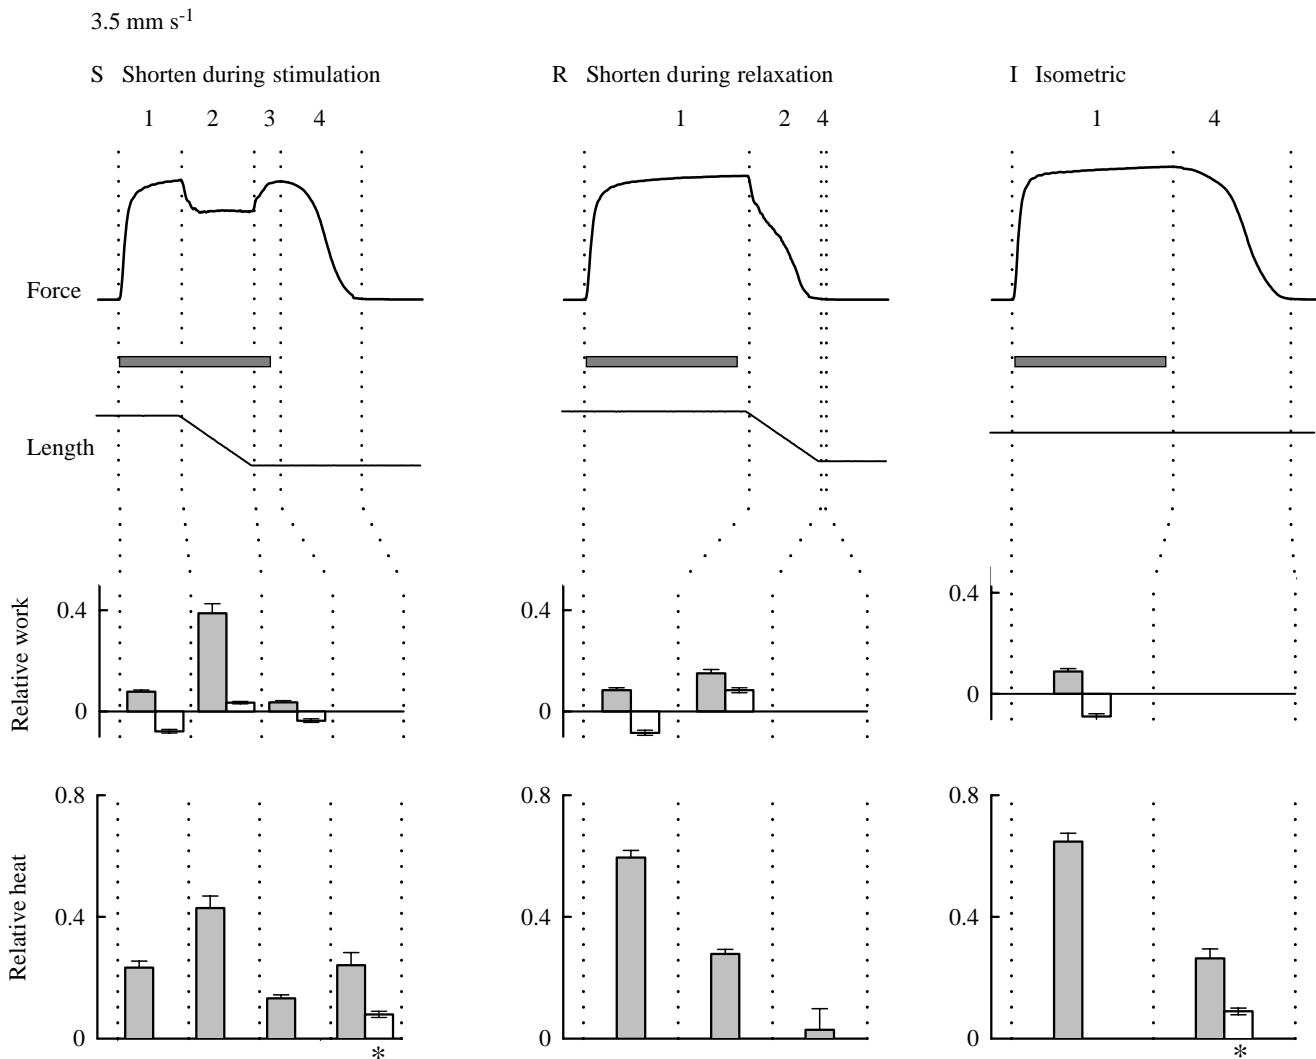 3.5 mm s-1
S Shorten during stimulation
R Shorten during relaxation
I Isometric
1 2 3 4
1 2 4
1 4
Force
Length
Relative work
0.4
0
0.4
0
0.4
0
Relative heat
0.8
0.4
0
*
0.8
0.4
0
0.8
0.4
0
*